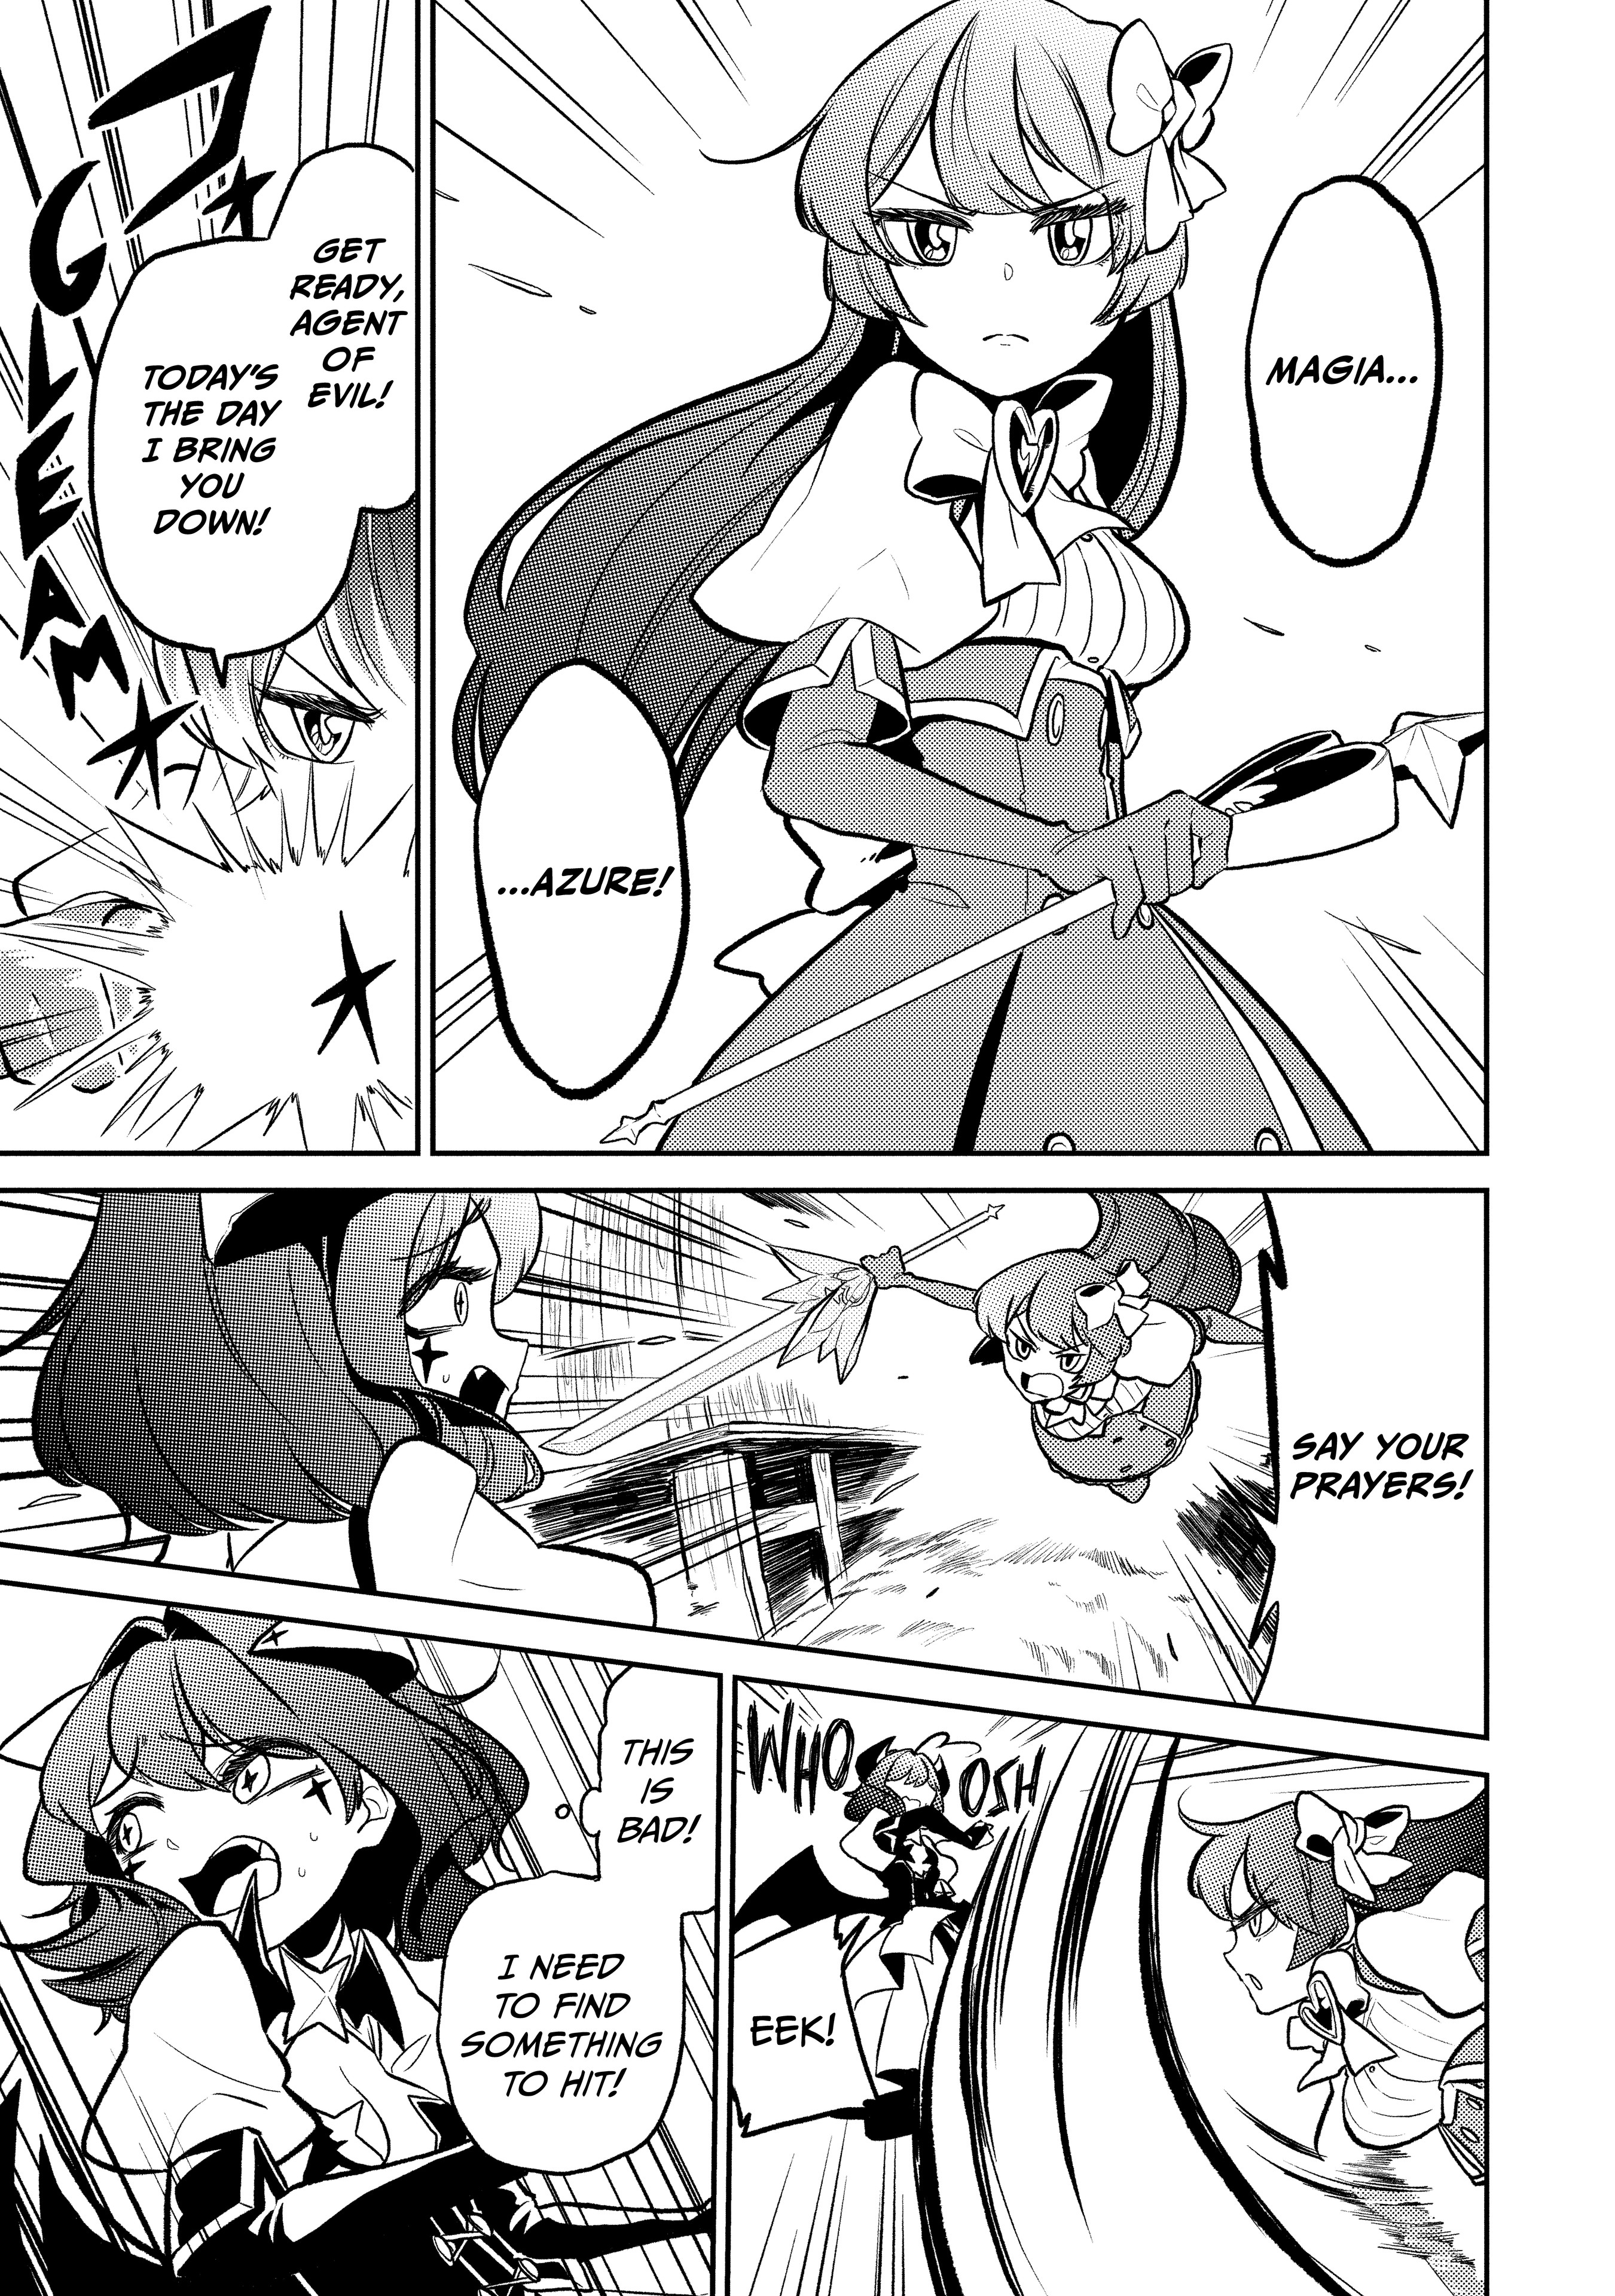 MAGIA...
...AZURE!
GET
READY,
AGENT
OF
EVIL!
TODAY'S
THE DAY
I BRING
YOU
DOWN!
GLEAM
SAY YOUR
PRAYERS!
WHOOSH
EEK!
THIS
IS
BAD!
I NEED
TO FIND
SOMETHING
TO HIT!